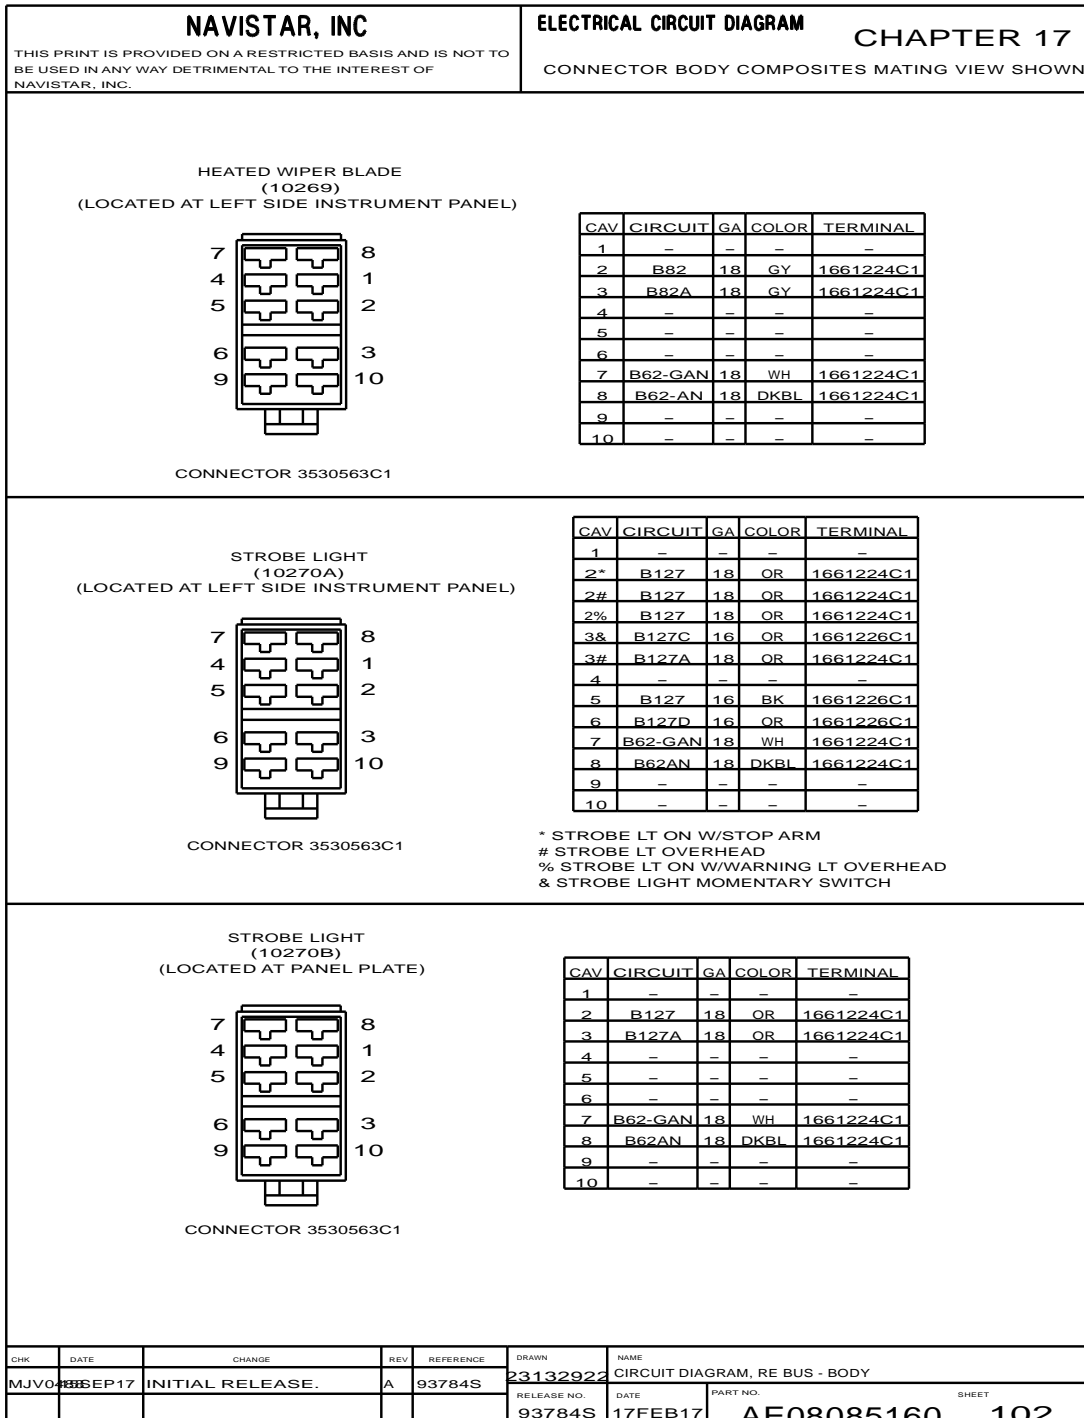 NAVISTAR, INC
THIS PRINT IS PROVIDED ON A RESTRICTED BASIS AND IS NOT TO
BE USED IN ANY WAY DETRIMENTAL TO THE INTEREST OF
NAVISTAR, INC.
ELECTRICAL CIRCUIT DIAGRAM
CHAPTER 17
CONNECTOR BODY COMPOSITES MATING VIEW SHOWN
HEATED WIPER BLADE
(10269)
(LOCATED AT LEFT SIDE INSTRUMENT PANEL)
7 8
4 1
5 2
6 3
9 10
CONNECTOR 3530563C1
CAV CIRCUIT GA COLOR TERMINAL
1 – – – –
2 B82 18 GY 1661224C1
3 B82A 18 GY 1661224C1
4 – – – –
5 – – – –
6 – – – –
7 B62-GAN 18 WH 1661224C1
8 B62-AN 18 DKBL 1661224C1
9 – – – –
10 – – – –
STROBE LIGHT
(10270A)
(LOCATED AT LEFT SIDE INSTRUMENT PANEL)
7 8
4 1
5 2
6 3
9 10
CONNECTOR 3530563C1
CAV CIRCUIT GA COLOR TERMINAL
1 – – – –
2* B127 18 OR 1661224C1
2# B127 18 OR 1661224C1
2% B127 18 OR 1661224C1
3& B127C 16 OR 1661226C1
3# B127A 18 OR 1661224C1
4 – – – –
5 B127 16 BK 1661226C1
6 B127D 16 OR 1661226C1
7 B62-GAN 18 WH 1661224C1
8 B62AN 18 DKBL 1661224C1
9 – – – –
10 – – – –
* STROBE LT ON W/STOP ARM
# STROBE LT OVERHEAD
% STROBE LT ON W/WARNING LT OVERHEAD
& STROBE LIGHT MOMENTARY SWITCH
STROBE LIGHT
(10270B)
(LOCATED AT PANEL PLATE)
7 8
4 1
5 2
6 3
9 10
CONNECTOR 3530563C1
CAV CIRCUIT GA COLOR TERMINAL
1 – – – –
2 B127 18 OR 1661224C1
3 B127A 18 OR 1661224C1
4 – – – –
5 – – – –
6 – – – –
7 B62-GAN 18 WH 1661224C1
8 B62AN 18 DKBL 1661224C1
9 – – – –
10 – – – –
CHK DATE CHANGE REV REFERENCE
INITIAL RELEASE. A 93784S
DRAWN
23132922
NAME
CIRCUIT DIAGRAM, RE BUS - BODY
RELEASE NO.
93784S
DATE
17FEB17
PART NO.
AE08085160
SHEET
102